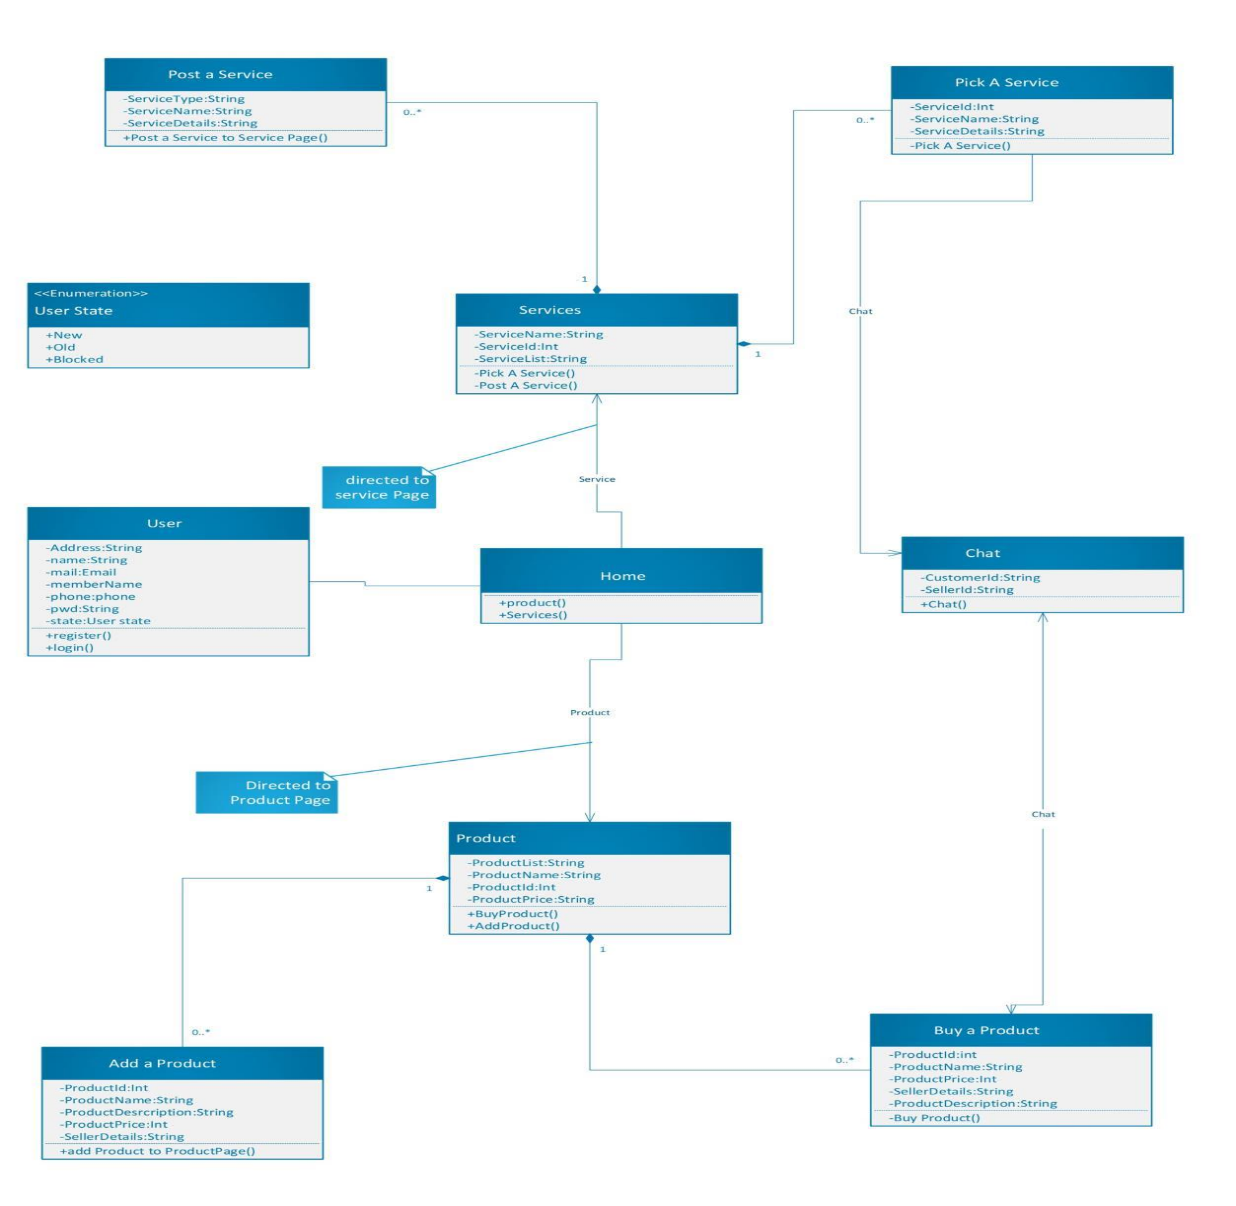 Post a Service
-ServiceType:String
-ServiceName:String
-ServiceDetails:String
+Post a Service to Service Page()
0..*
Pick A Service
-ServiceId:Int
-ServiceName:String
-ServiceDetails:String
-Pick A Service()
0..*
1
<<Enumeration>>
User State
+New
+Old
+Blocked
Services
-ServiceName:String
-ServiceId:Int
-ServiceList:String
-Pick A Service()
-Post A Service()
1
Chat
directed to
service Page
Service
User
-Address:String
-name:String
-mail:Email
-memberName
-phone:phone
-pwd:String
-state:User state
+register()
+login()
Home
+product()
+Services()
Chat
-CustomerId:String
-SellerId:String
+Chat()
Product
Directed to
Product Page
Chat
Product
-ProductList:String
-ProductName:String
-ProductId:Int
-ProductPrice:String
+BuyProduct()
+AddProduct()
1
1
0..*
0..*
Add a Product
-ProductId:Int
-ProductName:String
-ProductDesrcription:String
-ProductPrice:Int
-SellerDetails:String
+add Product to ProductPage()
Buy a Product
-ProductId:int
-ProductName:String
-ProductPrice:Int
-SellerDetails:String
-ProductDescription:String
-Buy Product()